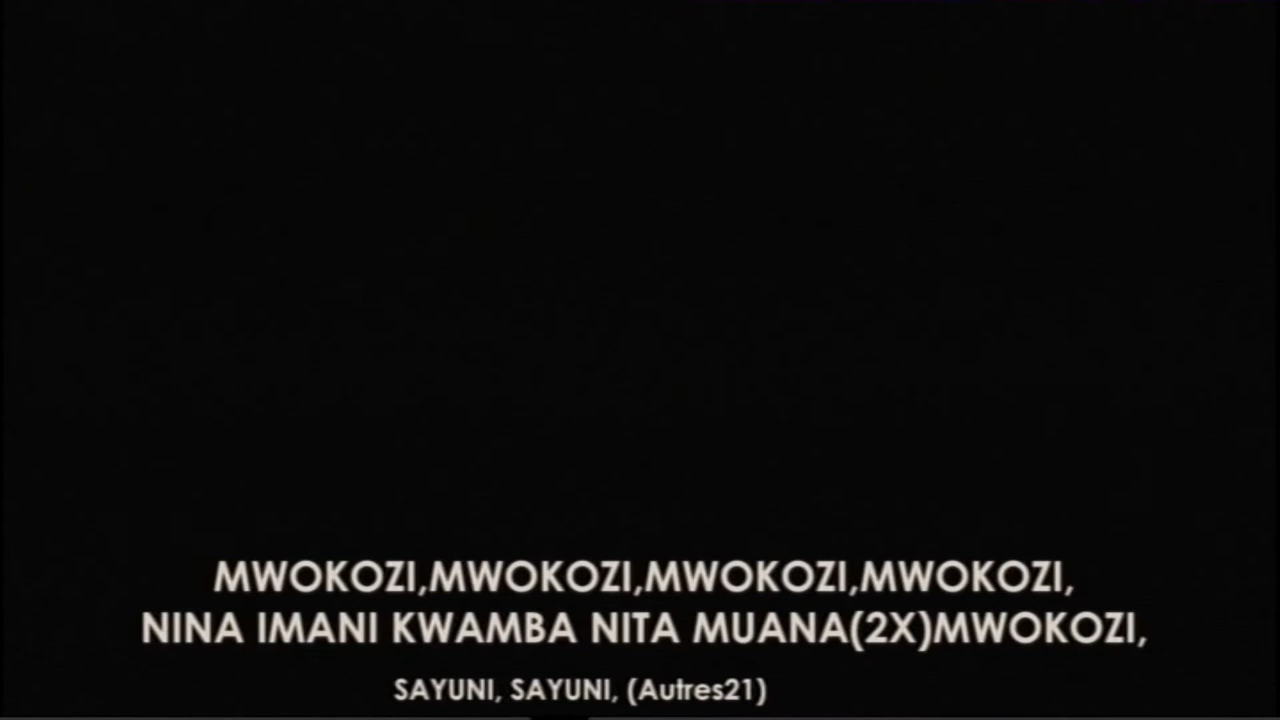 MWOKOZI,MWOKOZI,MWOKOZI,MWOKOZI,
NINA IMANI KWAMBA NITA MUANA(2X)MWOKOZI,
SAYUNI, SAYUNI, (Autres21)